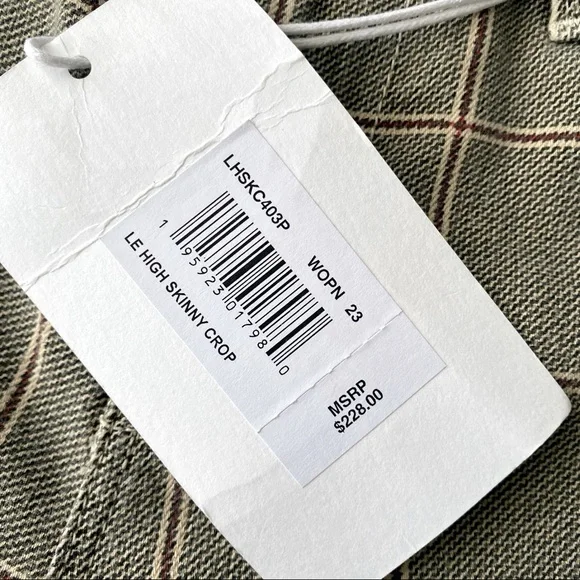 LHSKC403P WOPN 23
1 95923 01798 0
LE HIGH SKINNY CROP
MSRP
$228.00